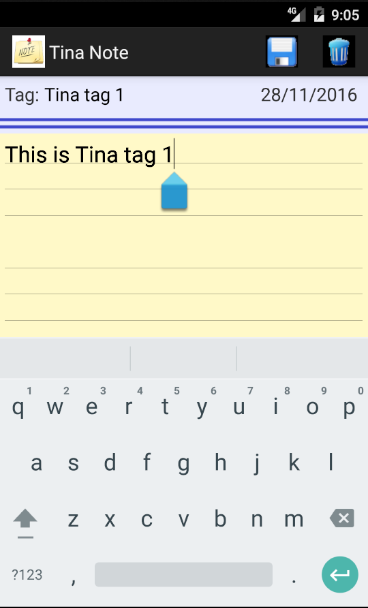 4G 9:05
NOTE Tina Note
Tag: Tina tag 1 28/11/2016
This is Tina tag 1
1 2 3 4 5 6 7 8 9 0
q w e r t y u i o p
a s d f g h j k l
z x c v b n m
?123 , .